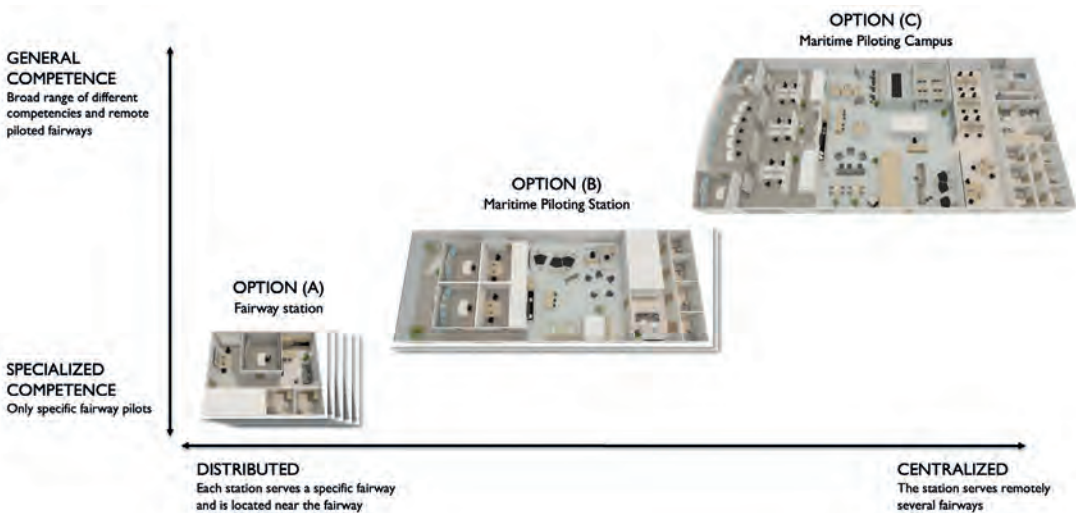 OPTION (C)
Maritime Piloting Campus
GENERAL
COMPETENCE
Broad range of different
competencies and remote
piloted fairways
OPTION (B)
Maritime Piloting Station
OPTION (A)
Fairway station
SPECIALIZED
COMPETENCE
Only specific fairway pilots
DISTRIBUTED
Each station serves a specific fairway
and is located near the fairway
CENTRALIZED
The station serves remotely
several fairways